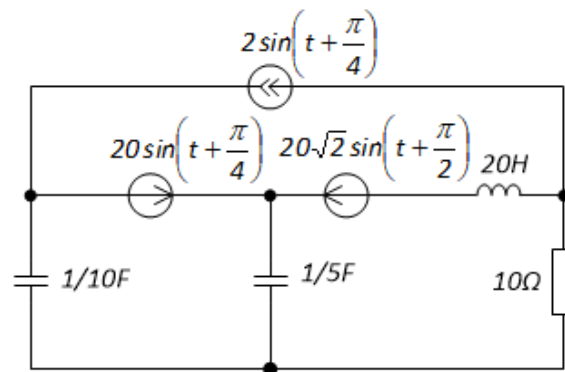 2 sin(t + π/4)
20 sin(t + π/4) 20√2 sin(t + π/2)
20H
1/10F 1/5F 10Ω